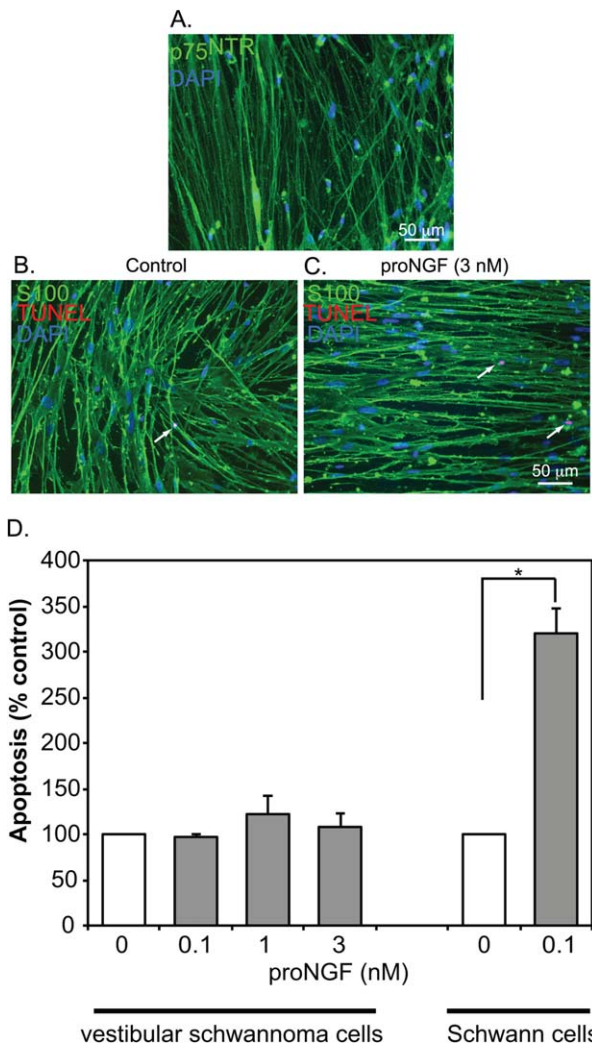 A.
p75NTR
DAPI
50 μm
B.
Control
C.
proNGF (3 nM)
S100
TUNEL
DAPI
S100
TUNEL
DAPI
50 μm
D.
Apoptosis (% control)
400
350
300
250
200
150
100
50
0
*
0
0.1
1
3
0
0.1
proNGF (nM)
vestibular schwannoma cells
Schwann cells